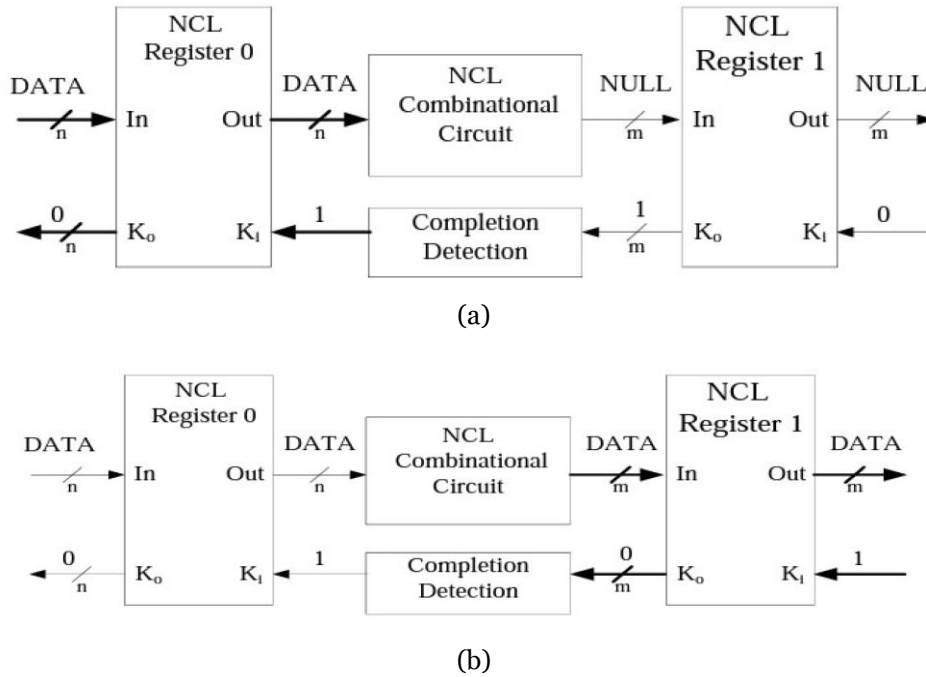 NCL
Register 0
NCL
Register 1
DATA
DATA
NCL
Combinational
Circuit
NULL
NULL
n
In
Out
n
m
In
Out
m
0
1
1
0
n
Ko
Ki
Completion
Detection
m
Ko
Ki
(a)
NCL
Register 0
NCL
Register 1
DATA
DATA
NCL
Combinational
Circuit
DATA
DATA
n
In
Out
n
m
In
Out
m
0
1
0
1
n
Ko
Ki
Completion
Detection
m
Ko
Ki
(b)